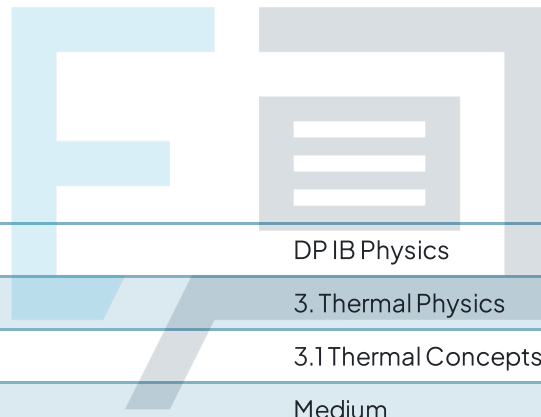 DP IB Physics
3. Thermal Physics
3.1 Thermal Concepts
Medium